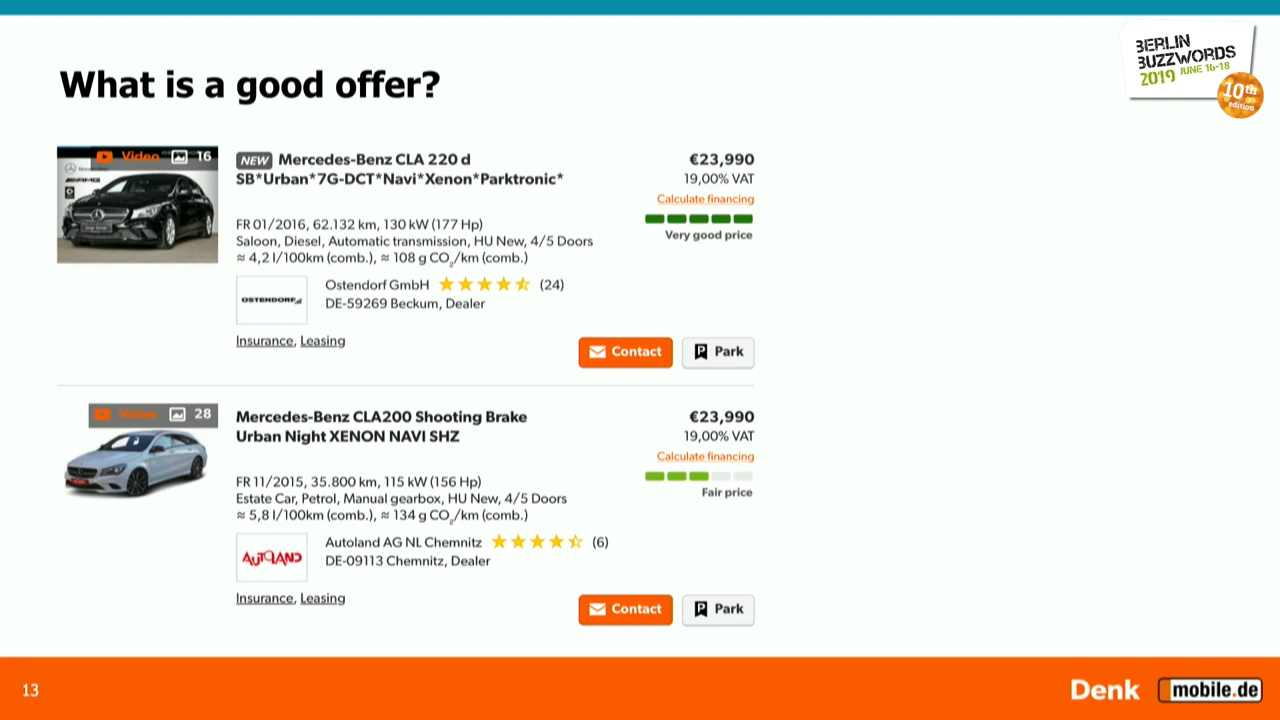 BERLIN
BUZZWORDS
2019 JUNE 16-18
10th
edition
What is a good offer?
Video 16
AMG
NEW Mercedes-Benz CLA 220 d
SB*Urban*7G-DCT*Navi*Xenon*Parktronic*
€23,990
19,00% VAT
Calculate financing
Very good price
FR 01/2016, 62.132 km, 130 kW (177 Hp)
Saloon, Diesel, Automatic transmission, HU New, 4/5 Doors
≈ 4,2 l/100km (comb.), ≈ 108 g CO₂/km (comb.)
OSTENDORF
Ostendorf GmbH (24)
DE-59269 Beckum, Dealer
Insurance, Leasing
Contact
Park
Video 28
Mercedes-Benz CLA200 Shooting Brake
Urban Night XENON NAVI SHZ
€23,990
19,00% VAT
Calculate financing
Fair price
FR 11/2015, 35.800 km, 115 kW (156 Hp)
Estate Car, Petrol, Manual gearbox, HU New, 4/5 Doors
≈ 5,8 l/100km (comb.), ≈ 134 g CO₂/km (comb.)
AUTOLAND
Autoland AG NL Chemnitz (6)
DE-09113 Chemnitz, Dealer
Insurance, Leasing
Contact
Park
13
Denk
mobile.de